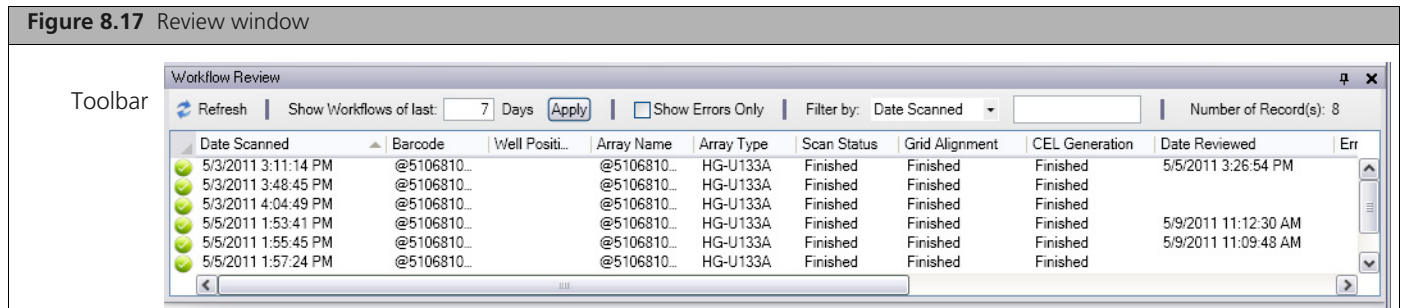 Figure 8.17 Review window
Workflow Review
Toolbar
Refresh Show Workflows of last: 7 Days Apply Show Errors Only Filter by: Date Scanned Number of Record(s): 8
Date Scanned Barcode Well Positi... Array Name Array Type Scan Status Grid Alignment CEL Generation Date Reviewed Err
5/3/2011 3:11:14 PM @5106810... @5106810... HG-U133A Finished Finished Finished 5/5/2011 3:26:54 PM
5/3/2011 3:48:45 PM @5106810... @5106810... HG-U133A Finished Finished Finished
5/3/2011 4:04:49 PM @5106810... @5106810... HG-U133A Finished Finished Finished
5/5/2011 1:53:41 PM @5106810... @5106810... HG-U133A Finished Finished Finished 5/9/2011 11:12:30 AM
5/5/2011 1:55:45 PM @5106810... @5106810... HG-U133A Finished Finished Finished 5/9/2011 11:09:48 AM
5/5/2011 1:57:24 PM @5106810... @5106810... HG-U133A Finished Finished Finished